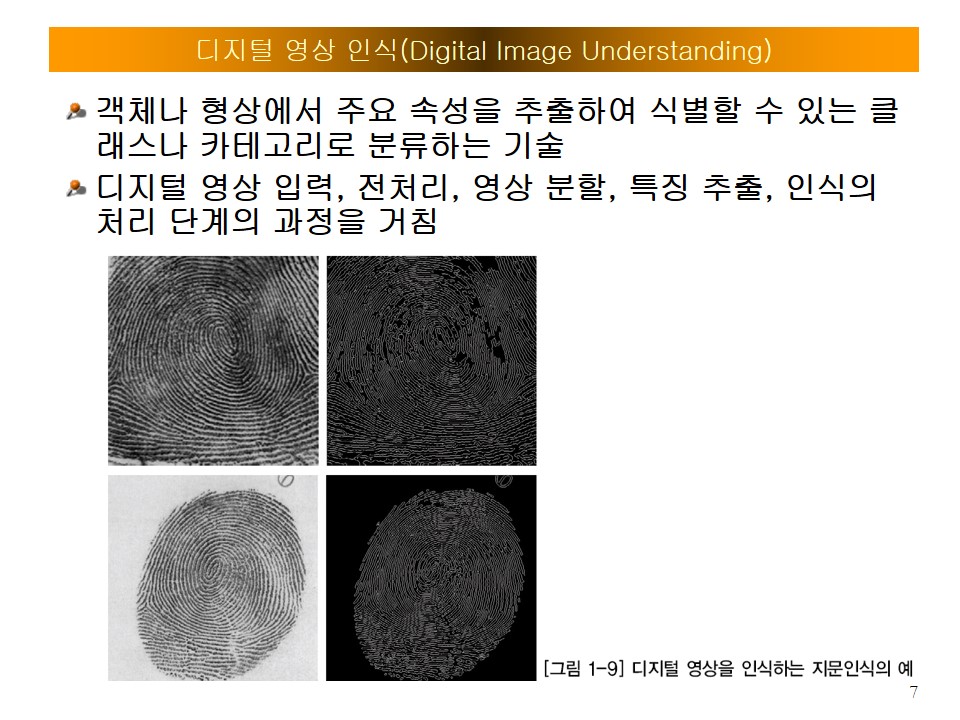 디지털 영상 인식(Digital Image Understanding)
객체나 형상에서 주요 속성을 추출하여 식별할 수 있는 클
래스나 카테고리로 분류하는 기술
디지털 영상 입력, 전처리, 영상 분할, 특징 추출, 인식의
처리 단계의 과정을 거침
[그림 1-9] 디지털 영상을 인식하는 지문인식의 예
7